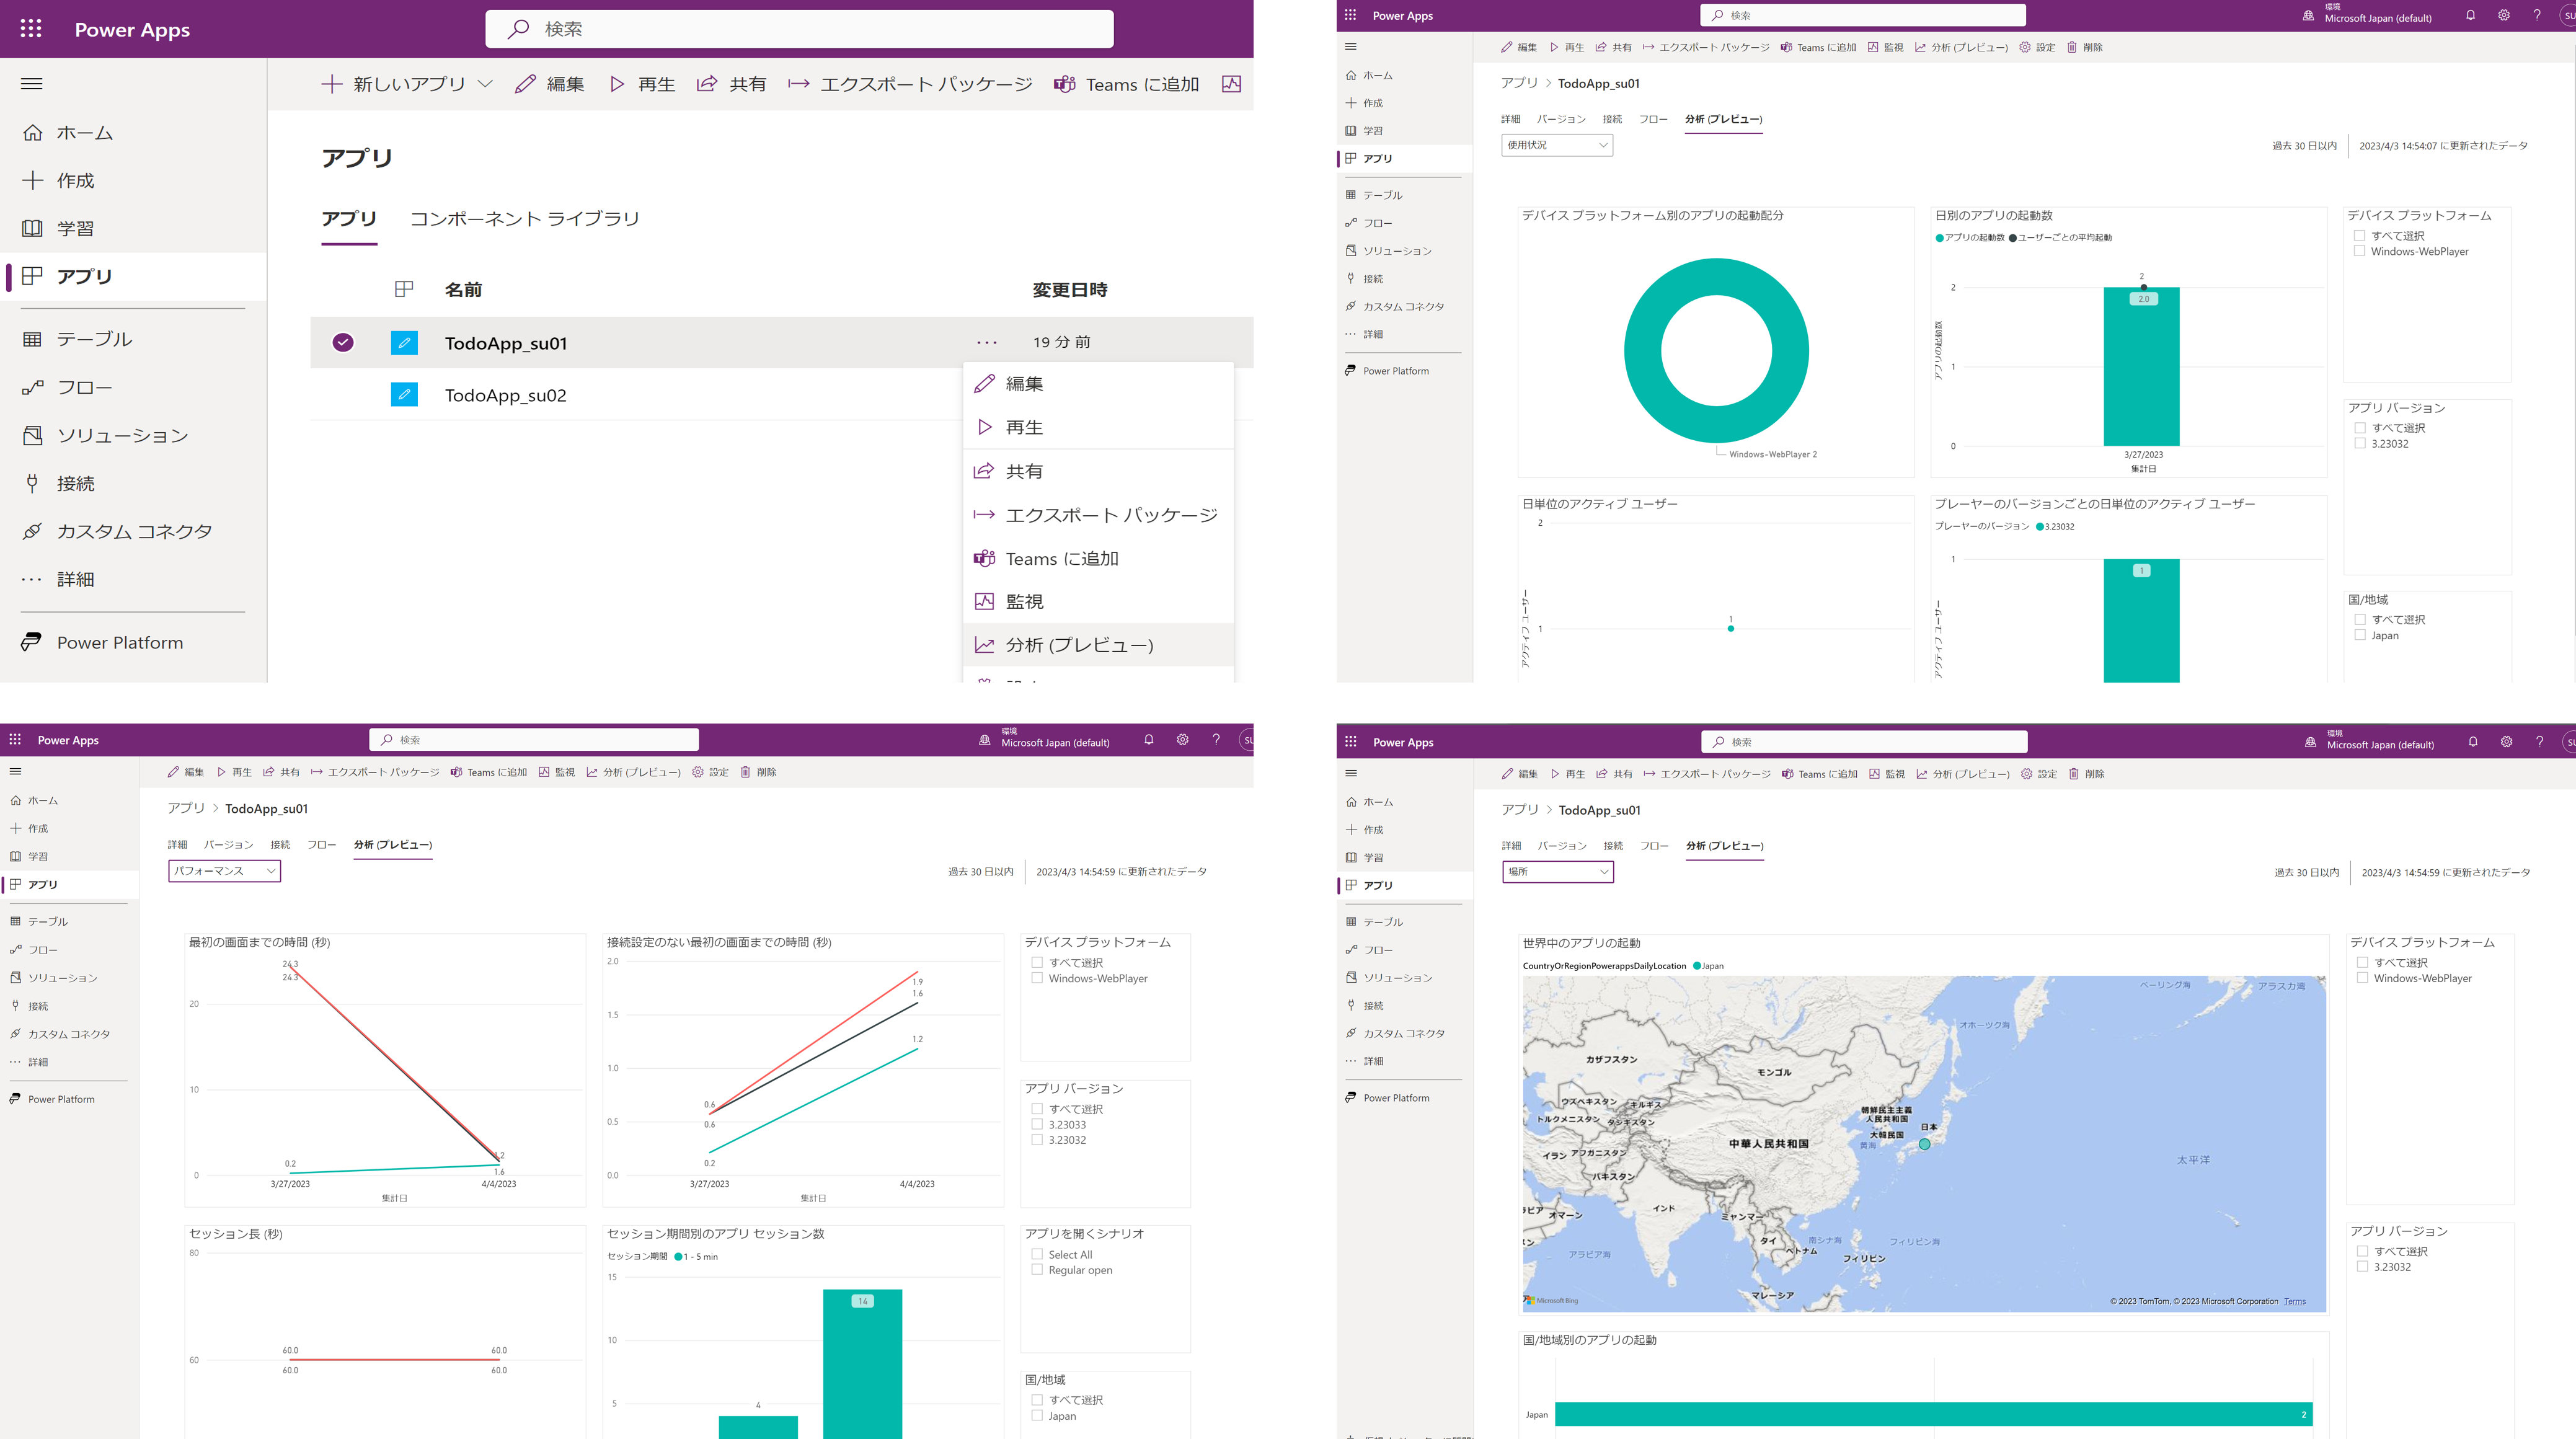 Power Apps
検索
新しいアプリ 編集 再生 共有 エクスポート パッケージ Teams に追加
ホーム
作成
学習
アプリ
テーブル
フロー
ソリューション
接続
カスタム コネクタ
詳細
Power Platform
アプリ
アプリ コンポーネント ライブラリ
名前 変更日時
TodoApp_su01 ··· 19 分 前
TodoApp_su02
編集
再生
共有
エクスポート パッケージ
Teams に追加
監視
分析 (プレビュー)
Power Apps
検索
環境
Microsoft Japan (default)
SU
編集 再生 共有 エクスポート パッケージ Teams に追加 監視 分析 (プレビュー) 設定 削除
ホーム
作成
学習
アプリ
テーブル
フロー
ソリューション
接続
カスタム コネクタ
詳細
Power Platform
アプリ > TodoApp_su01
詳細 バージョン 接続 フロー 分析 (プレビュー)
使用状況
過去 30 日以内 2023/4/3 14:54:07 に更新されたデータ
デバイス プラットフォーム別のアプリの起動配分
Windows-WebPlayer 2
日別のアプリの起動数
アプリの起動数 ユーザーごとの平均起動
アプリの起動数
2
2
2.0
1
0
3/27/2023
集計日
デバイス プラットフォーム
すべて選択
Windows-WebPlayer
アプリ バージョン
すべて選択
3.23032
国/地域
すべて選択
Japan
日単位のアクティブ ユーザー
アクティブ ユーザー
2
1
1
プレーヤーのバージョンごとの日単位のアクティブ ユーザー
プレーヤーのバージョン 3.23032
アクティブ ユーザー
1
1
Power Apps
検索
環境
Microsoft Japan (default)
SU
編集 再生 共有 エクスポート パッケージ Teams に追加 監視 分析 (プレビュー) 設定 削除
ホーム
作成
学習
アプリ
テーブル
フロー
ソリューション
接続
カスタム コネクタ
詳細
Power Platform
アプリ > TodoApp_su01
詳細 バージョン 接続 フロー 分析 (プレビュー)
パフォーマンス
過去 30 日以内 2023/4/3 14:54:59 に更新されたデータ
最初の画面までの時間 (秒)
24.3
24.3
20
10
0.2
1.2
0
1.6
3/27/2023 4/4/2023
集計日
接続設定のない最初の画面までの時間 (秒)
2.0
1.9
1.6
1.5
1.2
1.0
0.6
0.5
0.6
0.2
0.0
3/27/2023 4/4/2023
集計日
デバイス プラットフォーム
すべて選択
Windows-WebPlayer
アプリ バージョン
すべて選択
3.23033
3.23032
アプリを開くシナリオ
Select All
Regular open
国/地域
すべて選択
Japan
セッション長 (秒)
80
60.0 60.0
60
60.0 60.0
セッション期間別のアプリ セッション数
セッション期間 1 - 5 min
15
14
10
5
4
Power Apps
検索
環境
Microsoft Japan (default)
SU
編集 再生 共有 エクスポート パッケージ Teams に追加 監視 分析 (プレビュー) 設定 削除
ホーム
作成
学習
アプリ
テーブル
フロー
ソリューション
接続
カスタム コネクタ
詳細
Power Platform
アプリ > TodoApp_su01
詳細 バージョン 接続 フロー 分析 (プレビュー)
場所
過去 30 日以内 2023/4/3 14:54:59 に更新されたデータ
世界中のアプリの起動
CountryOrRegionPowerappsDailyLocation Japan
ベーリング海
アラスカ湾
オホーツク海
カザフスタン
モンゴル
ウズベキスタン
キルギス
トルクメニスタン
タジキスタン
朝鮮民主主義
人民共和国
大韓民国
日本
黄海
中華人民共和国
イラン
アフガニスタン
パキスタン
太平洋
インド
オマーン
ミャンマー
タイ
ベトナム
南シナ海
フィリピン海
フィリピン
アラビア海
マレーシア
Microsoft Bing
© 2023 TomTom, © 2023 Microsoft Corporation Terms
デバイス プラットフォーム
すべて選択
Windows-WebPlayer
アプリ バージョン
すべて選択
3.23032
国/地域別のアプリの起動
Japan
2